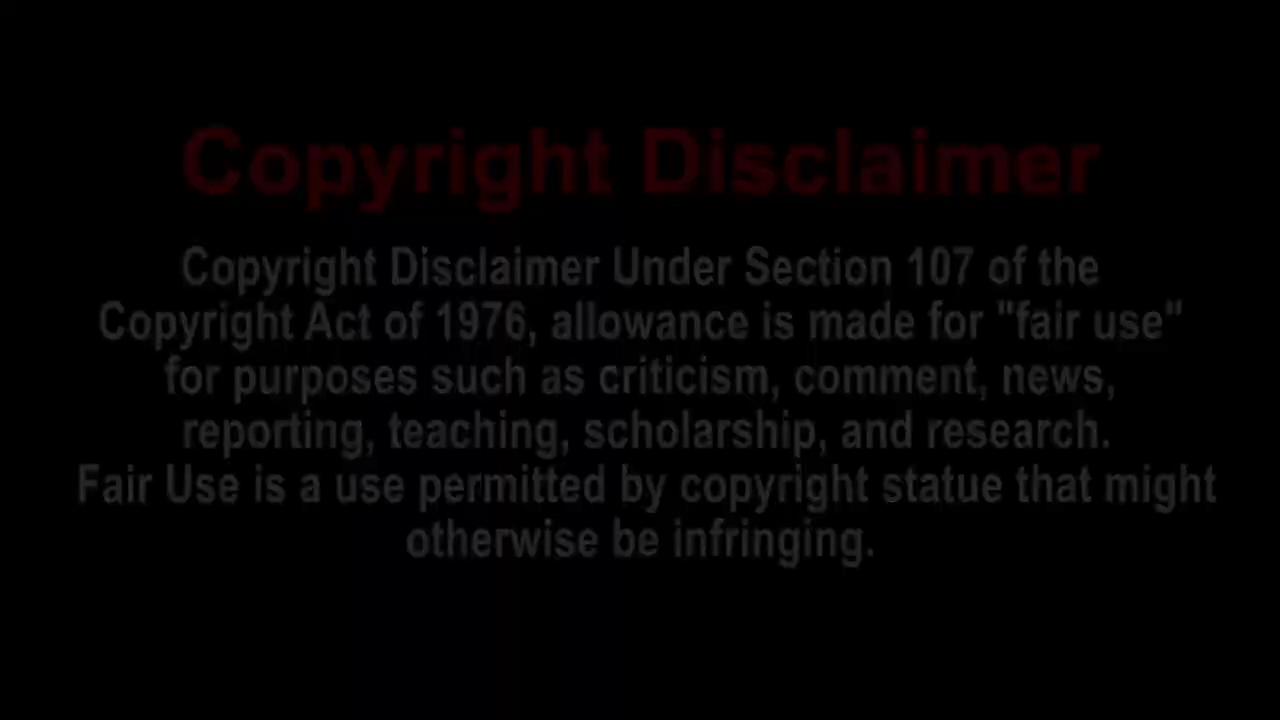 Copyright Disclaimer
Copyright Disclaimer Under Section 107 of the
Copyright Act of 1976, allowance is made for "fair use"
for purposes such as criticism, comment, news,
reporting, teaching, scholarship, and research.
Fair Use is a use permitted by copyright statue that might
otherwise be infringing.